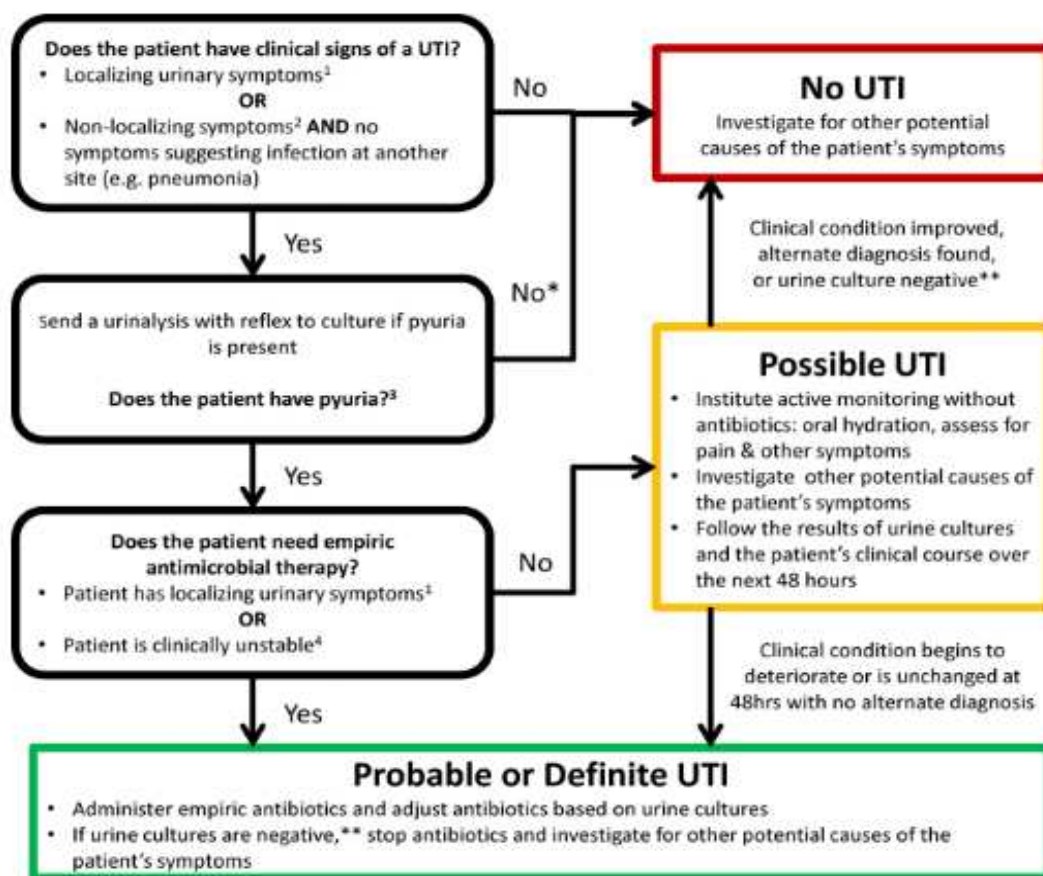 Does the patient have clinical signs of a UTI?
• Localizing urinary symptoms¹
OR
• Non-localizing symptoms² AND no
symptoms suggesting infection at another
site (e.g. pneumonia)
No
No UTI
Investigate for other potential
causes of the patient's symptoms
Yes
Send a urinalysis with reflex to culture if pyuria
is present
Does the patient have pyuria?³
No*
Clinical condition improved,
alternate diagnosis found,
or urine culture negative**
Yes
Does the patient need empiric
antimicrobial therapy?
• Patient has localizing urinary symptoms¹
OR
• Patient is clinically unstable⁴
No
Possible UTI
• Institute active monitoring without
antibiotics: oral hydration, assess for
pain & other symptoms
• Investigate other potential causes of
the patient's symptoms
• Follow the results of urine cultures
and the patient's clinical course over
the next 48 hours
Yes
Clinical condition begins to
deteriorate or is unchanged at
48hrs with no alternate diagnosis
Probable or Definite UTI
• Administer empiric antibiotics and adjust antibiotics based on urine cultures
• If urine cultures are negative,** stop antibiotics and investigate for other potential causes of the
patient's symptoms